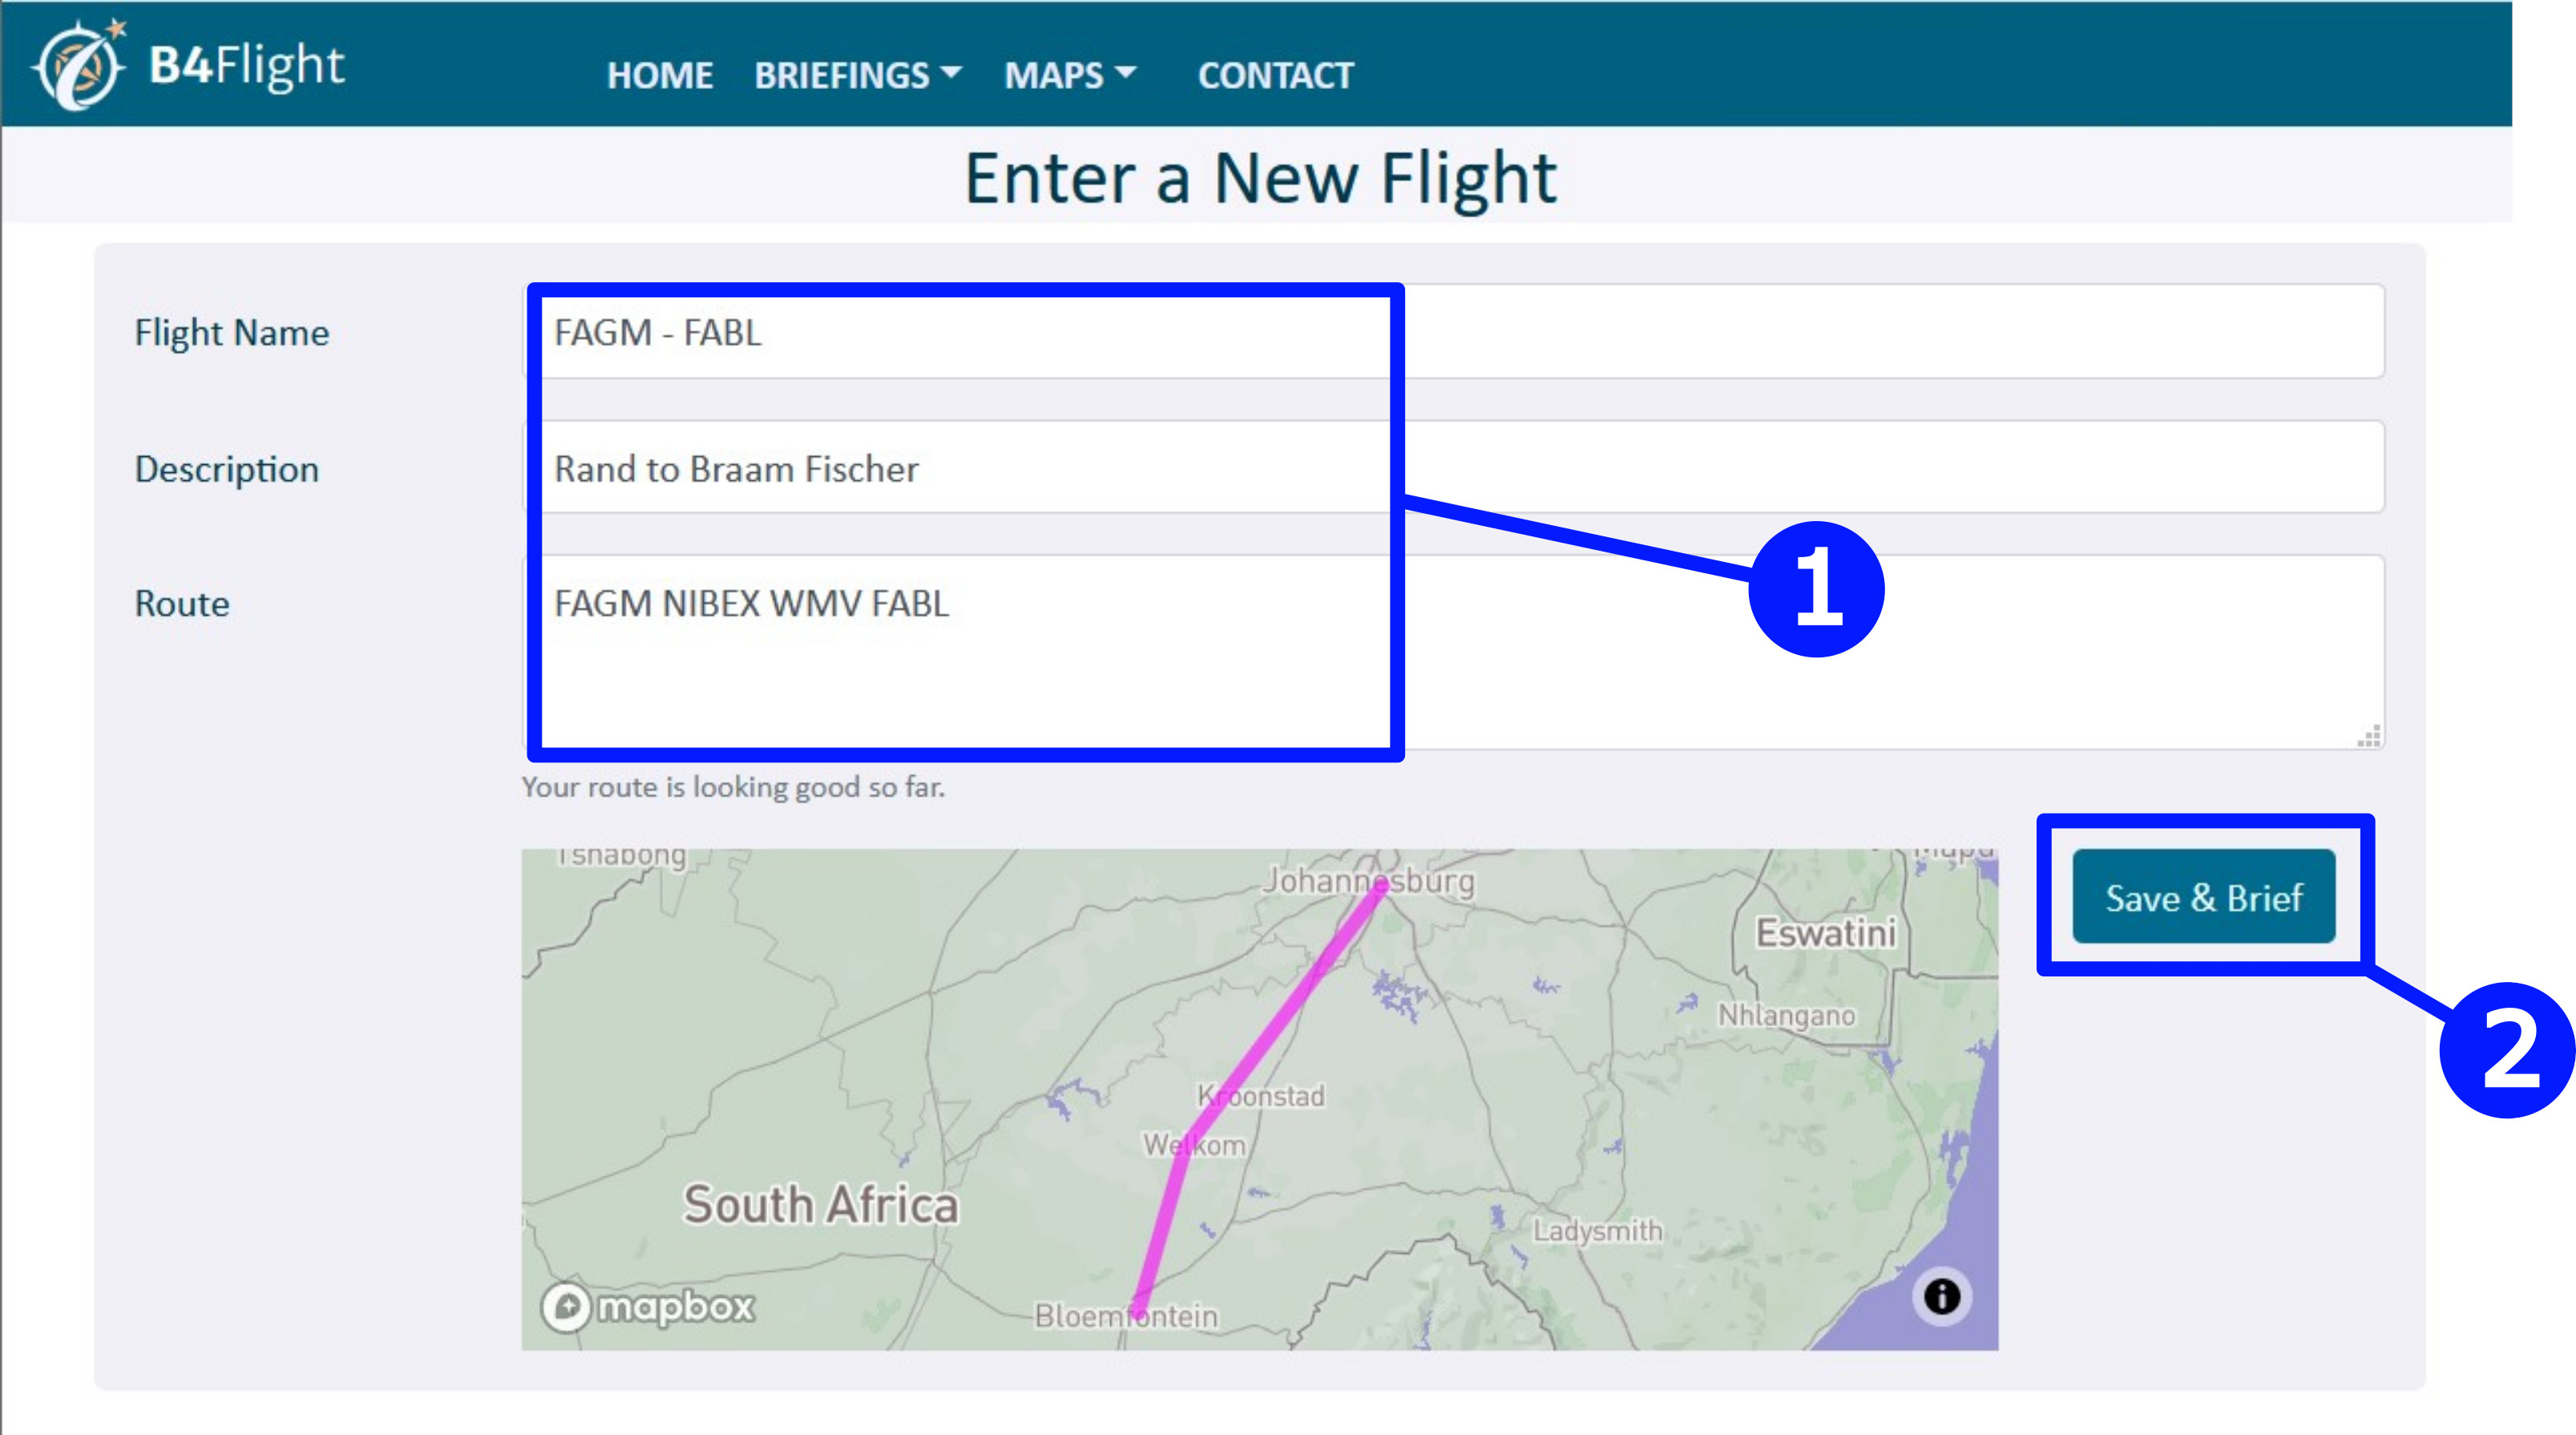 B4Flight
HOME BRIEFINGS MAPS CONTACT
Enter a New Flight
Flight Name
FAGM - FABL
Description
Rand to Braam Fischer
1
Route
FAGM NIBEX WMV FABL
Your route is looking good so far.
Tshabong
Johannesburg
Save & Brief
Eswatini
Nhlangano
2
Kroonstad
Welkom
South Africa
Ladysmith
mapbox
Bloemfontein
i